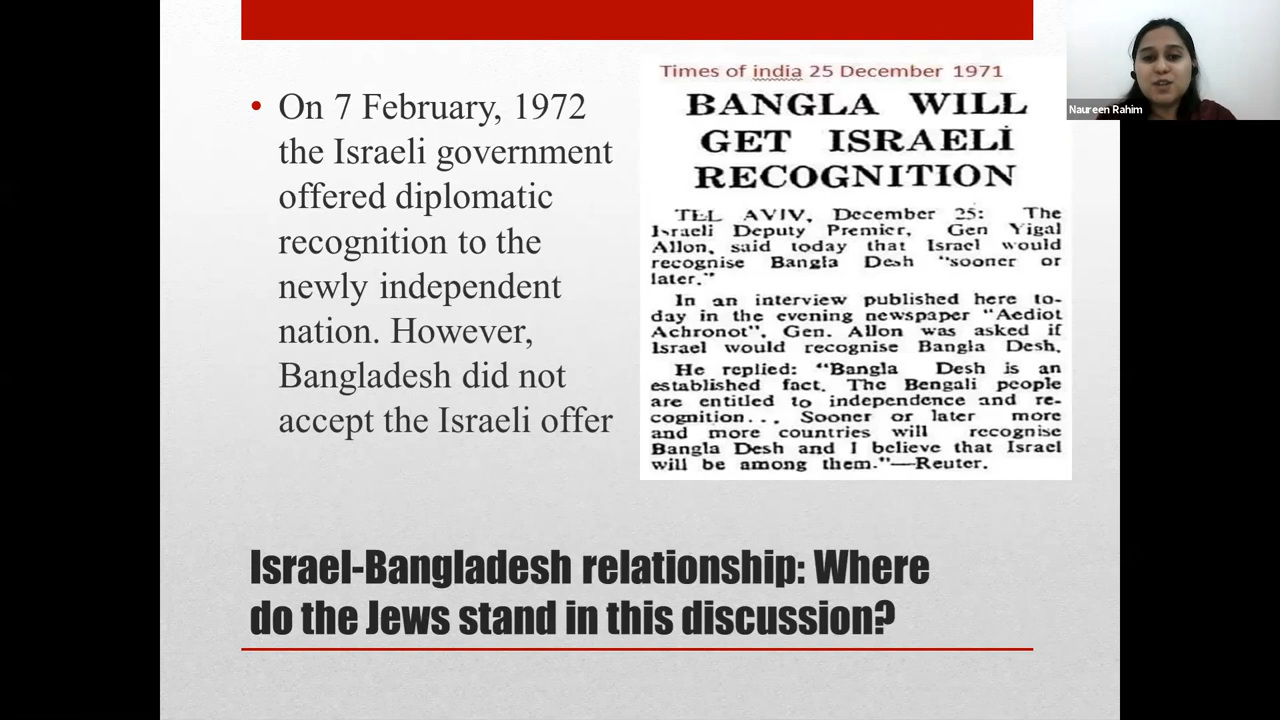 • On 7 February, 1972
the Israeli government
offered diplomatic
recognition to the
newly independent
nation. However,
Bangladesh did not
accept the Israeli offer
Times of india 25 December 1971
BANGLA WILL
GET ISRAELİ
RECOGNITION
TEL AVIV, December 25: The
Israeli Deputy Premier, Gen Yigal
Allon, said today that Israel would
recognise Bangla Desh "sooner or
later."
In an interview published here to-
day in the evening newspaper "Aediot
Achronot", Gen. Allon was asked if
Israel would recognise Bangla Desh.
He replied: "Bangla Desh is an
established fact. The Bengali people
are entitled to independence and re-
cognition... Sooner or later more
and more countries will recognise
Bangla Desh and I believe that Israel
will be among them."—Reuter.
Israel-Bangladesh relationship: Where
do the Jews stand in this discussion?
Naureen Rahim